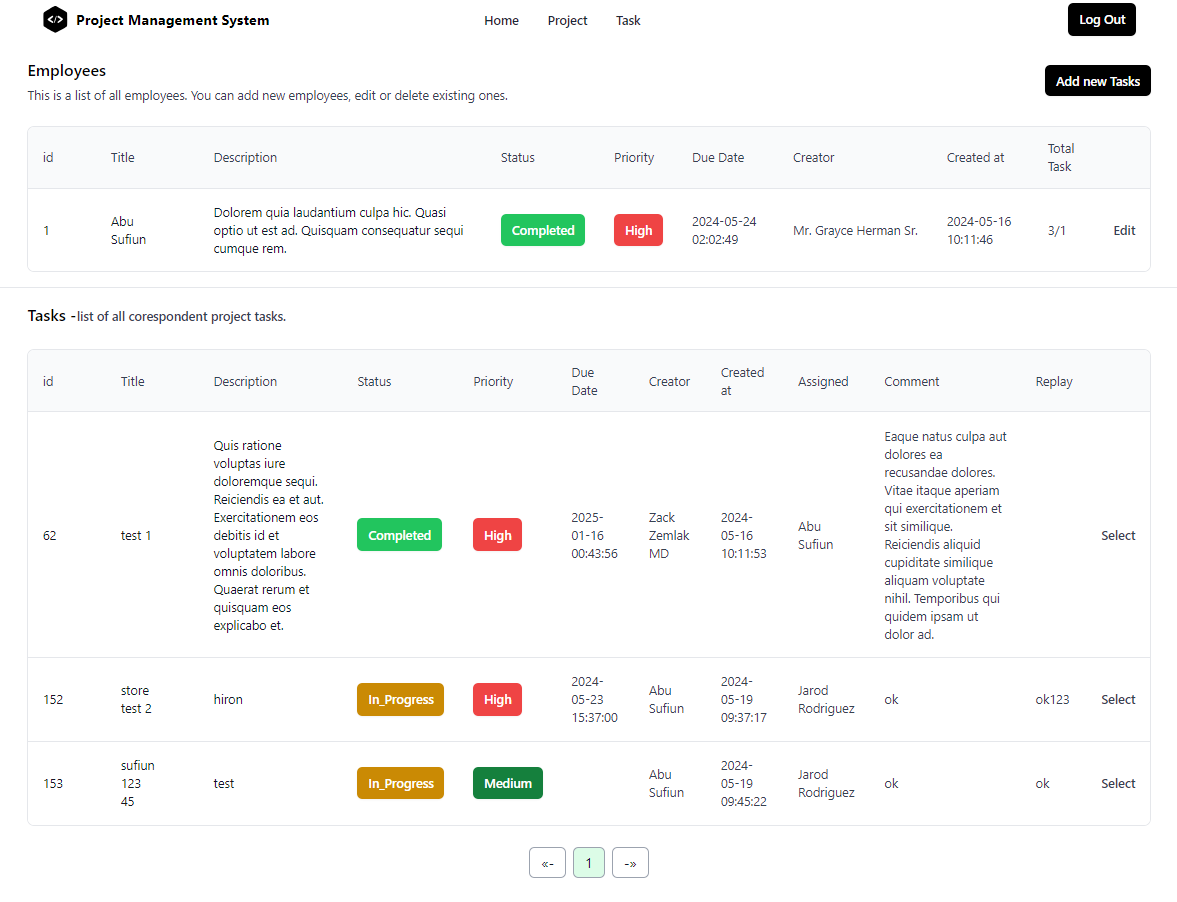 Project Management System
Home
Project
Task
Log Out
Employees
This is a list of all employees. You can add new employees, edit or delete existing ones.
Add new Tasks
id
Title
Description
Status
Priority
Due Date
Creator
Created at
Total
Task
1
Abu
Sufiun
Dolorem quia laudantium culpa hic. Quasi
optio ut est ad. Quisquam consequatur sequi
cumque rem.
Completed
High
2024-05-24
02:02:49
Mr. Grayce Herman Sr.
2024-05-16
10:11:46
3/1
Edit
Tasks -list of all corespondent project tasks.
id
Title
Description
Status
Priority
Due
Date
Creator
Created
at
Assigned
Comment
Replay
62
test 1
Quis ratione
voluptas iure
doloremque sequi.
Reiciendis ea et aut.
Exercitationem eos
debitis id et
voluptatem labore
omnis doloribus.
Quaerat rerum et
quisquam eos
explicabo et.
Completed
High
2025-
01-16
00:43:56
Zack
Zemlak
MD
2024-
05-16
10:11:53
Abu
Sufiun
Eaque natus culpa aut
dolores ea
recusandae dolores.
Vitae itaque aperiam
qui exercitationem et
sit similique.
Reiciendis aliquid
cupiditate similique
aliquam voluptate
nihil. Temporibus qui
quidem ipsam ut
dolor ad.
Select
152
store
test 2
hiron
In_Progress
High
2024-
05-23
15:37:00
Abu
Sufiun
2024-
05-19
09:37:17
Jarod
Rodriguez
ok
ok123
Select
153
sufiun
123
45
test
In_Progress
Medium
Abu
Sufiun
2024-
05-19
09:45:22
Jarod
Rodriguez
ok
ok
Select
«-
1
-»